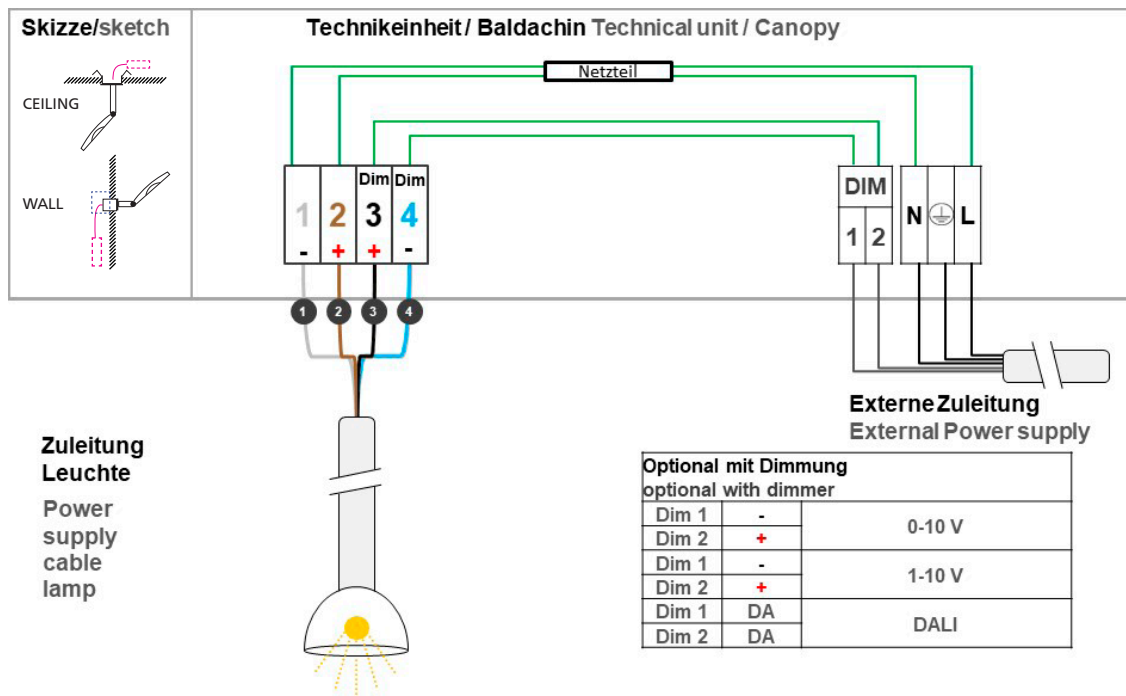 Skizze/sketch
Technikeinheit / Baldachin Technical unit / Canopy
CEILING
WALL
Netzteil
Dim Dim
1 2 3 4
- + + -
DIM
1 2
N L
1 2 3 4
Externe Zuleitung
External Power supply
Zuleitung
Leuchte
Power
supply
cable
lamp
Optional mit Dimmung
optional with dimmer
Dim 1 - 0-10 V
Dim 2 +
Dim 1 - 1-10 V
Dim 2 +
Dim 1 DA DALI
Dim 2 DA